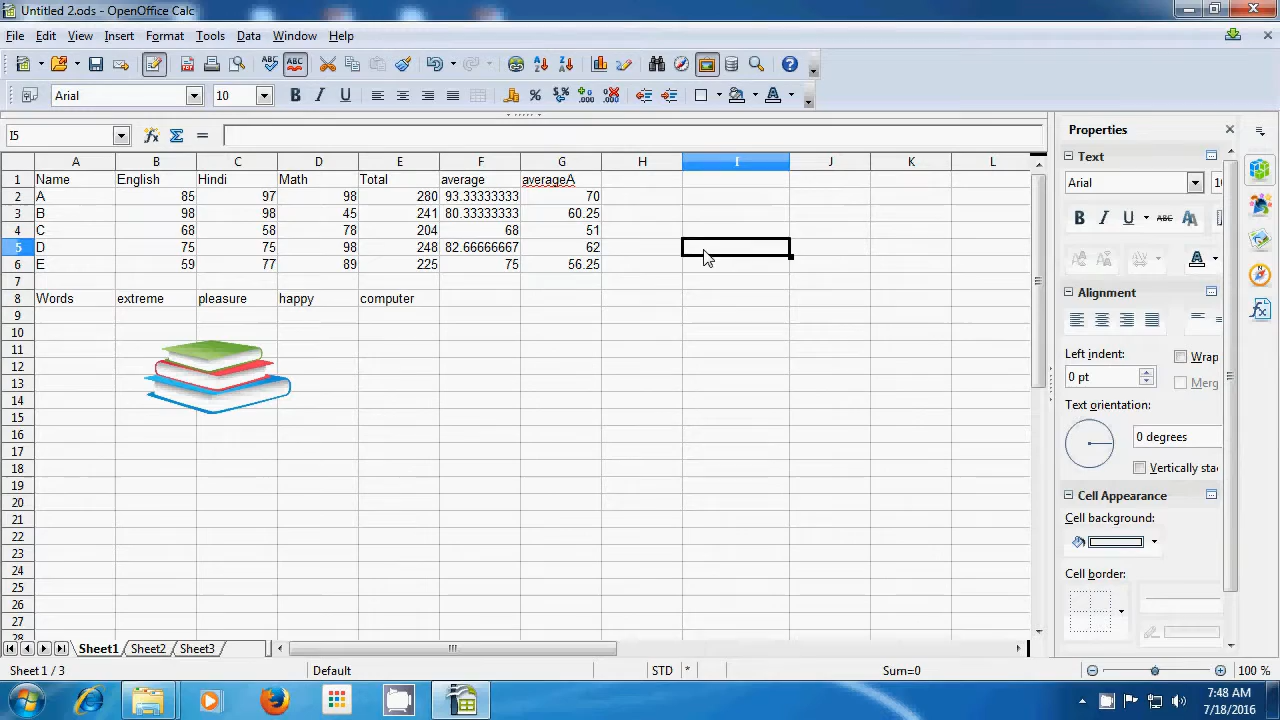 Untitled 2.ods - OpenOffice Calc
File Edit View Insert Format Tools Data Window Help
Arial 10
I5
A B C D E F G H I J K L
1 Name English Hindi Math Total average averageA
2 A 85 97 98 280 93.33333333 70
3 B 98 98 45 241 80.33333333 60.25
4 C 68 58 78 204 68 51
5 D 75 75 98 248 82.66666667 62
6 E 59 77 89 225 75 56.25
7
8 Words extreme pleasure happy computer
9
10
11
12
13
14
15
16
17
18
19
20
21
22
23
24
25
26
27
28
Properties
Text
Arial
Alignment
Left indent:
Wrap
0 pt
Merg
Text orientation:
0 degrees
Vertically sta
Cell Appearance
Cell background:
Cell border:
Sheet1 Sheet2 Sheet3
Sheet 1 / 3 Default STD * Sum=0 100 %
7:48 AM
7/18/2016